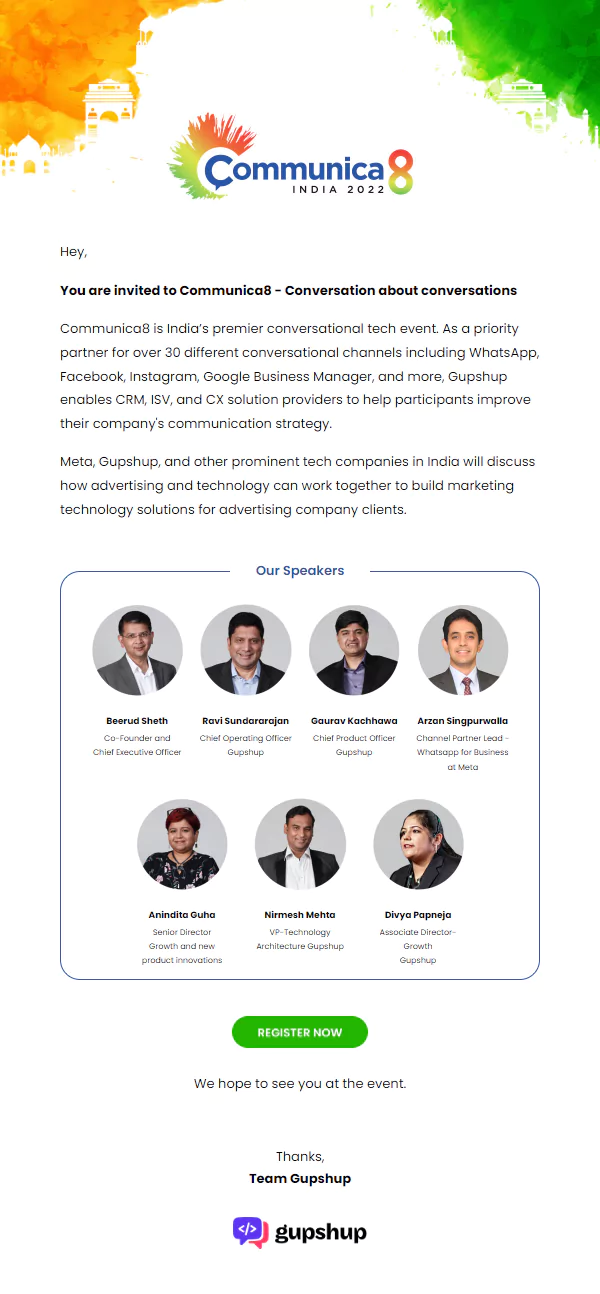 Communica8
INDIA 2022
Hey,
You are invited to Communica8 - Conversation about conversations
Communica8 is India’s premier conversational tech event. As a priority
partner for over 30 different conversational channels including WhatsApp,
Facebook, Instagram, Google Business Manager, and more, Gupshup
enables CRM, ISV, and CX solution providers to help participants improve
their company's communication strategy.
Meta, Gupshup, and other prominent tech companies in India will discuss
how advertising and technology can work together to build marketing
technology solutions for advertising company clients.
Our Speakers
Beerud Sheth
Co-Founder and
Chief Executive Officer
Ravi Sundararajan
Chief Operating Officer
Gupshup
Gaurav Kachhawa
Chief Product Officer
Gupshup
Arzan Singpurwalla
Channel Partner Lead -
Whatsapp for Business
at Meta
Anindita Guha
Senior Director
Growth and new
product innovations
Nirmesh Mehta
VP-Technology
Architecture Gupshup
Divya Papneja
Associate Director-
Growth
Gupshup
REGISTER NOW
We hope to see you at the event.
Thanks,
Team Gupshup
</> gupshup